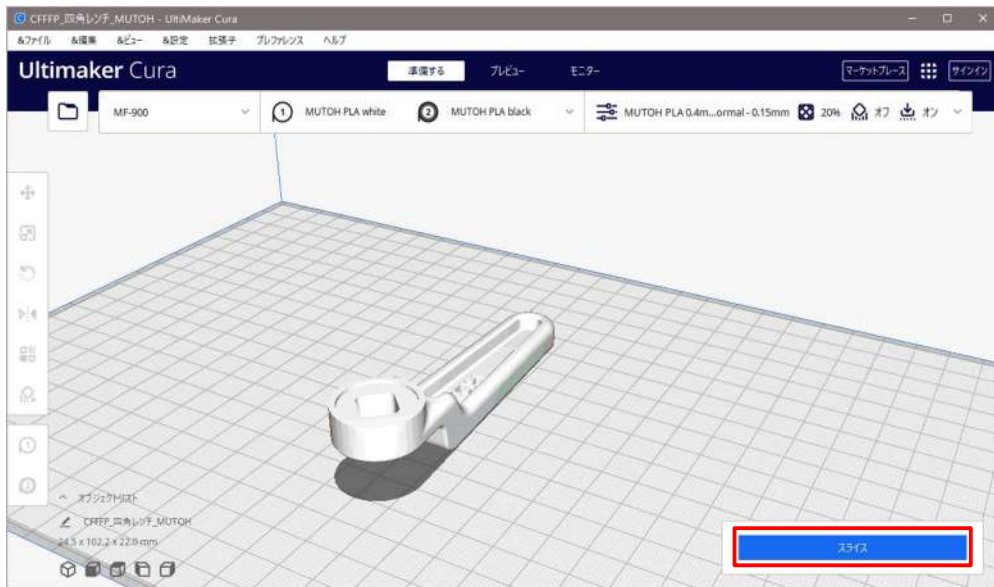 CFFFP_四角レンチ_MUTOH - UltiMaker Cura
&ファイル &編集 &ビュー &設定 拡張子 プレファレンス ヘルプ
Ultimaker Cura 準備する プレビュー モニター マーケットプレース サインイン
MF-900 1 MUTOH PLA white 2 MUTOH PLA black MUTOH PLA 0.4m...ormal - 0.15mm 20% オフ オン
オブジェクトリスト
CFFFP_四角レンチ_MUTOH
24.5 x 102.2 x 22.0 mm
スライス